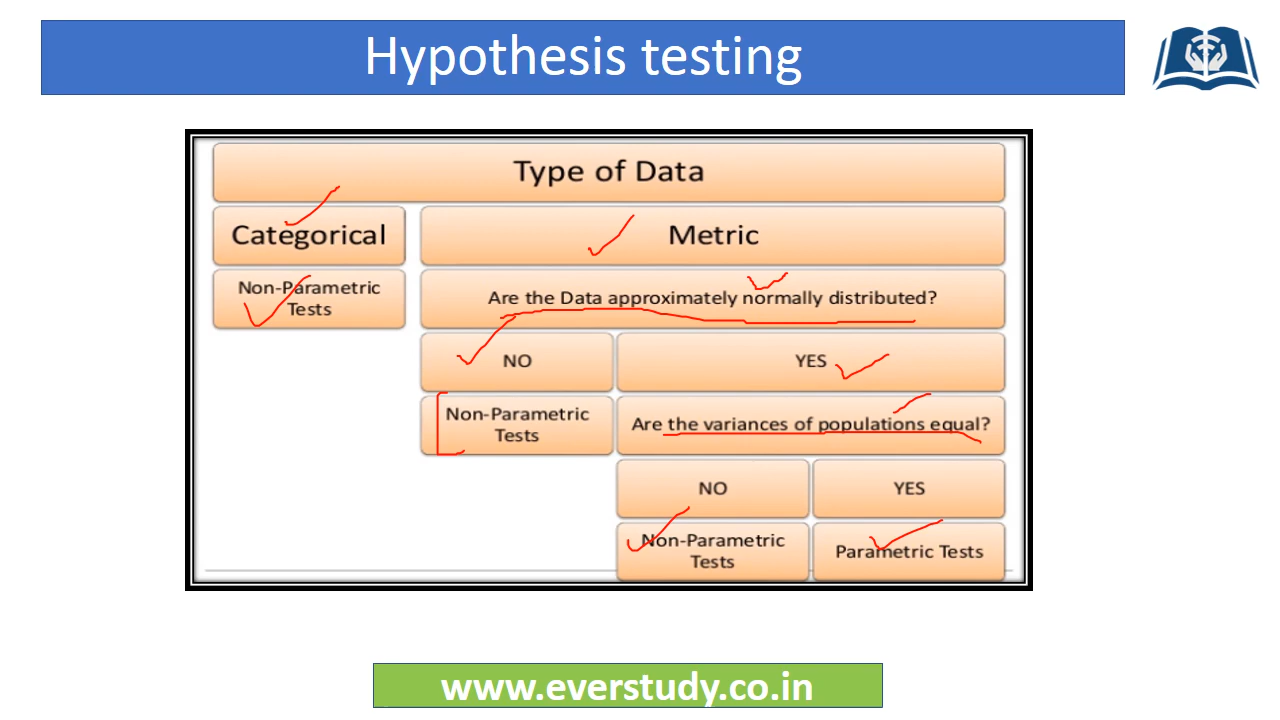 Hypothesis testing
Type of Data
Categorical
Metric
Non-Parametric
Tests
Are the Data approximately normally distributed?
NO
YES
Non-Parametric
Tests
Are the variances of populations equal?
NO
YES
Non-Parametric
Tests
Parametric Tests
www.everstudy.co.in